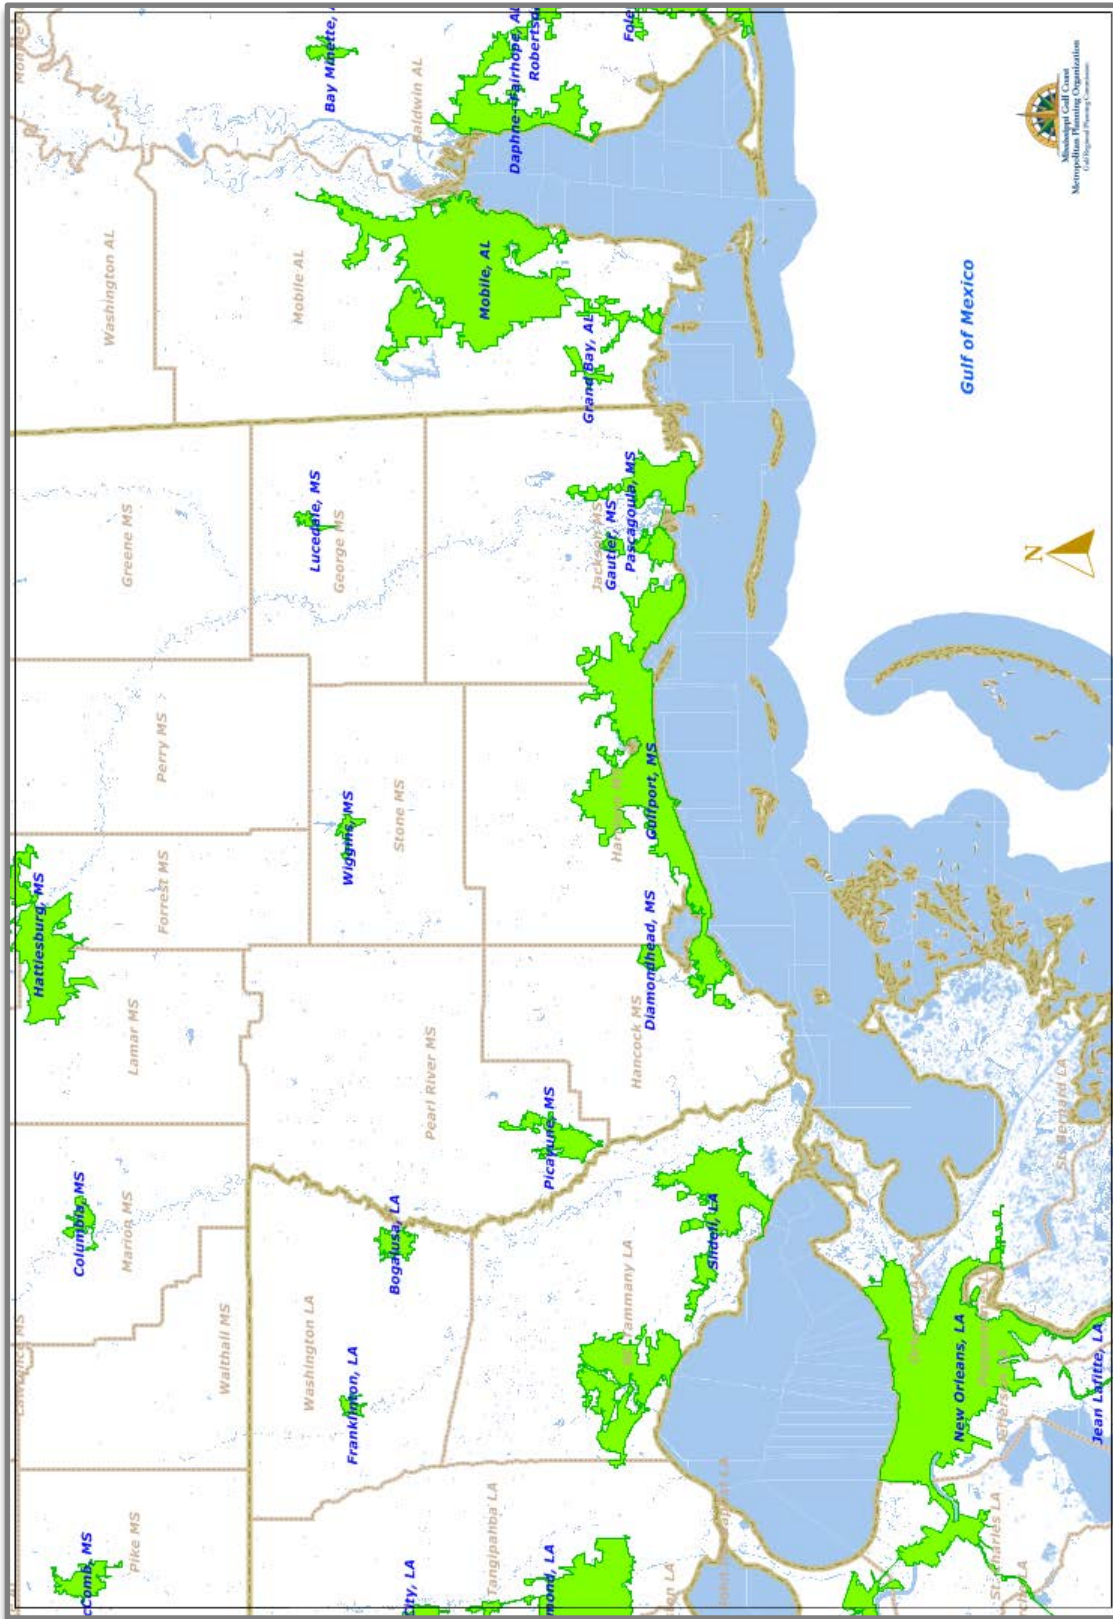 Hattiesburg, MS
Perry MS
Greene MS
Washington AL
Pike MS
Columbia, MS
Marion MS
Lamar MS
Forrest MS
Walthall MS
Lucedale, MS
George MS
Mobile AL
Bay Minette,
Baldwin AL
Washington LA
Franklinton, LA
Bogalusa, LA
Pearl River MS
Wiggins, MS
Stone MS
Mobile, AL
Daphne--Fairhope, AL
Tangipahoa LA
Picayune, MS
Hancock MS
Diamondhead, MS
Gulfport, MS
Jackson MS
Gautier, MS
Pascagoula, MS
Grand Bay, AL
Tammany LA
Slidell, LA
New Orleans, LA
St. Bernard LA
St. Charles LA
Jean Lafitte, LA
Gulf of Mexico
N
Mississippi Gulf Coast
Metropolitan Planning Organization
Gulf Regional Planning Commission